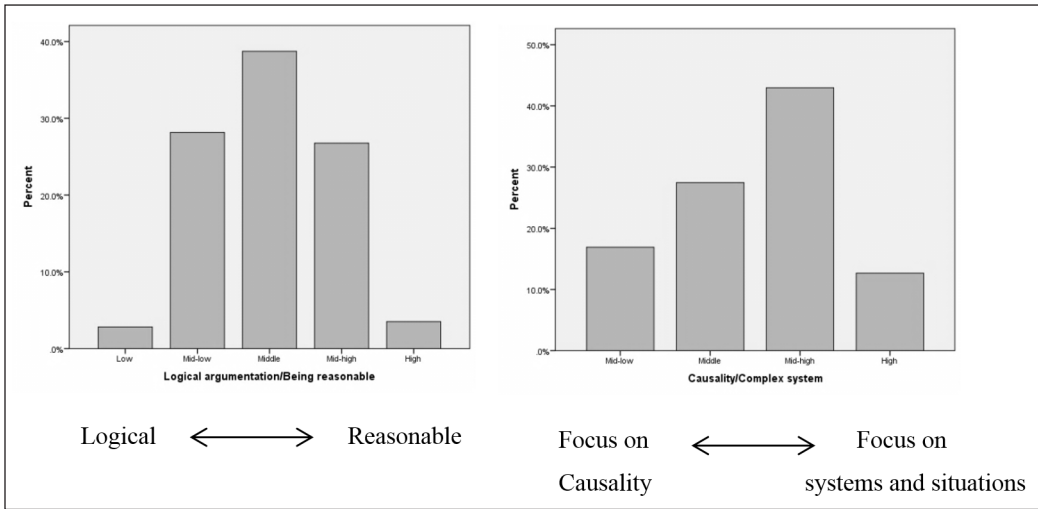 40.0%
30.0%
20.0%
10.0%
.0%
Percent
Low Mid-low Middle Mid-high High
Logical argumentation/Being reasonable
Logical Reasonable
50.0%
40.0%
30.0%
20.0%
10.0%
.0%
Percent
Mid-low Middle Mid-high High
Causality/Complex system
Focus on Focus on
Causality systems and situations